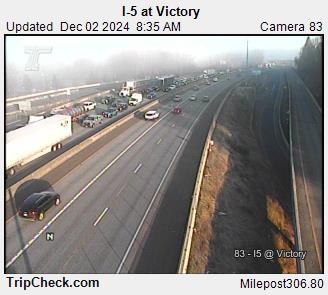 I-5 at Victory
Updated Dec 02 2024 8:35 AM Camera 83
N
83 - I5 @ Victory
TripCheck.com Milepost306.80